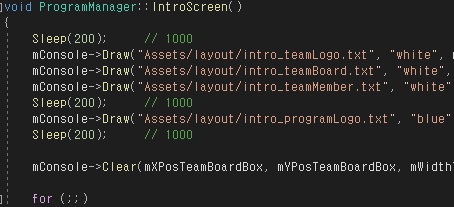 void ProgramManager::IntroScreen()
{
Sleep(200); // 1000
mConsole->Draw("Assets/layout/intro_teamLogo.txt", "white",
mConsole->Draw("Assets/layout/intro_teamBoard.txt", "white",
mConsole->Draw("Assets/layout/intro_teamMember.txt", "white"
Sleep(200); // 1000
mConsole->Draw("Assets/layout/intro_programLogo.txt", "blue"
Sleep(200); // 1000
mConsole->Clear(mXPosTeamBoardBox, mYPosTeamBoardBox,
for (;;)